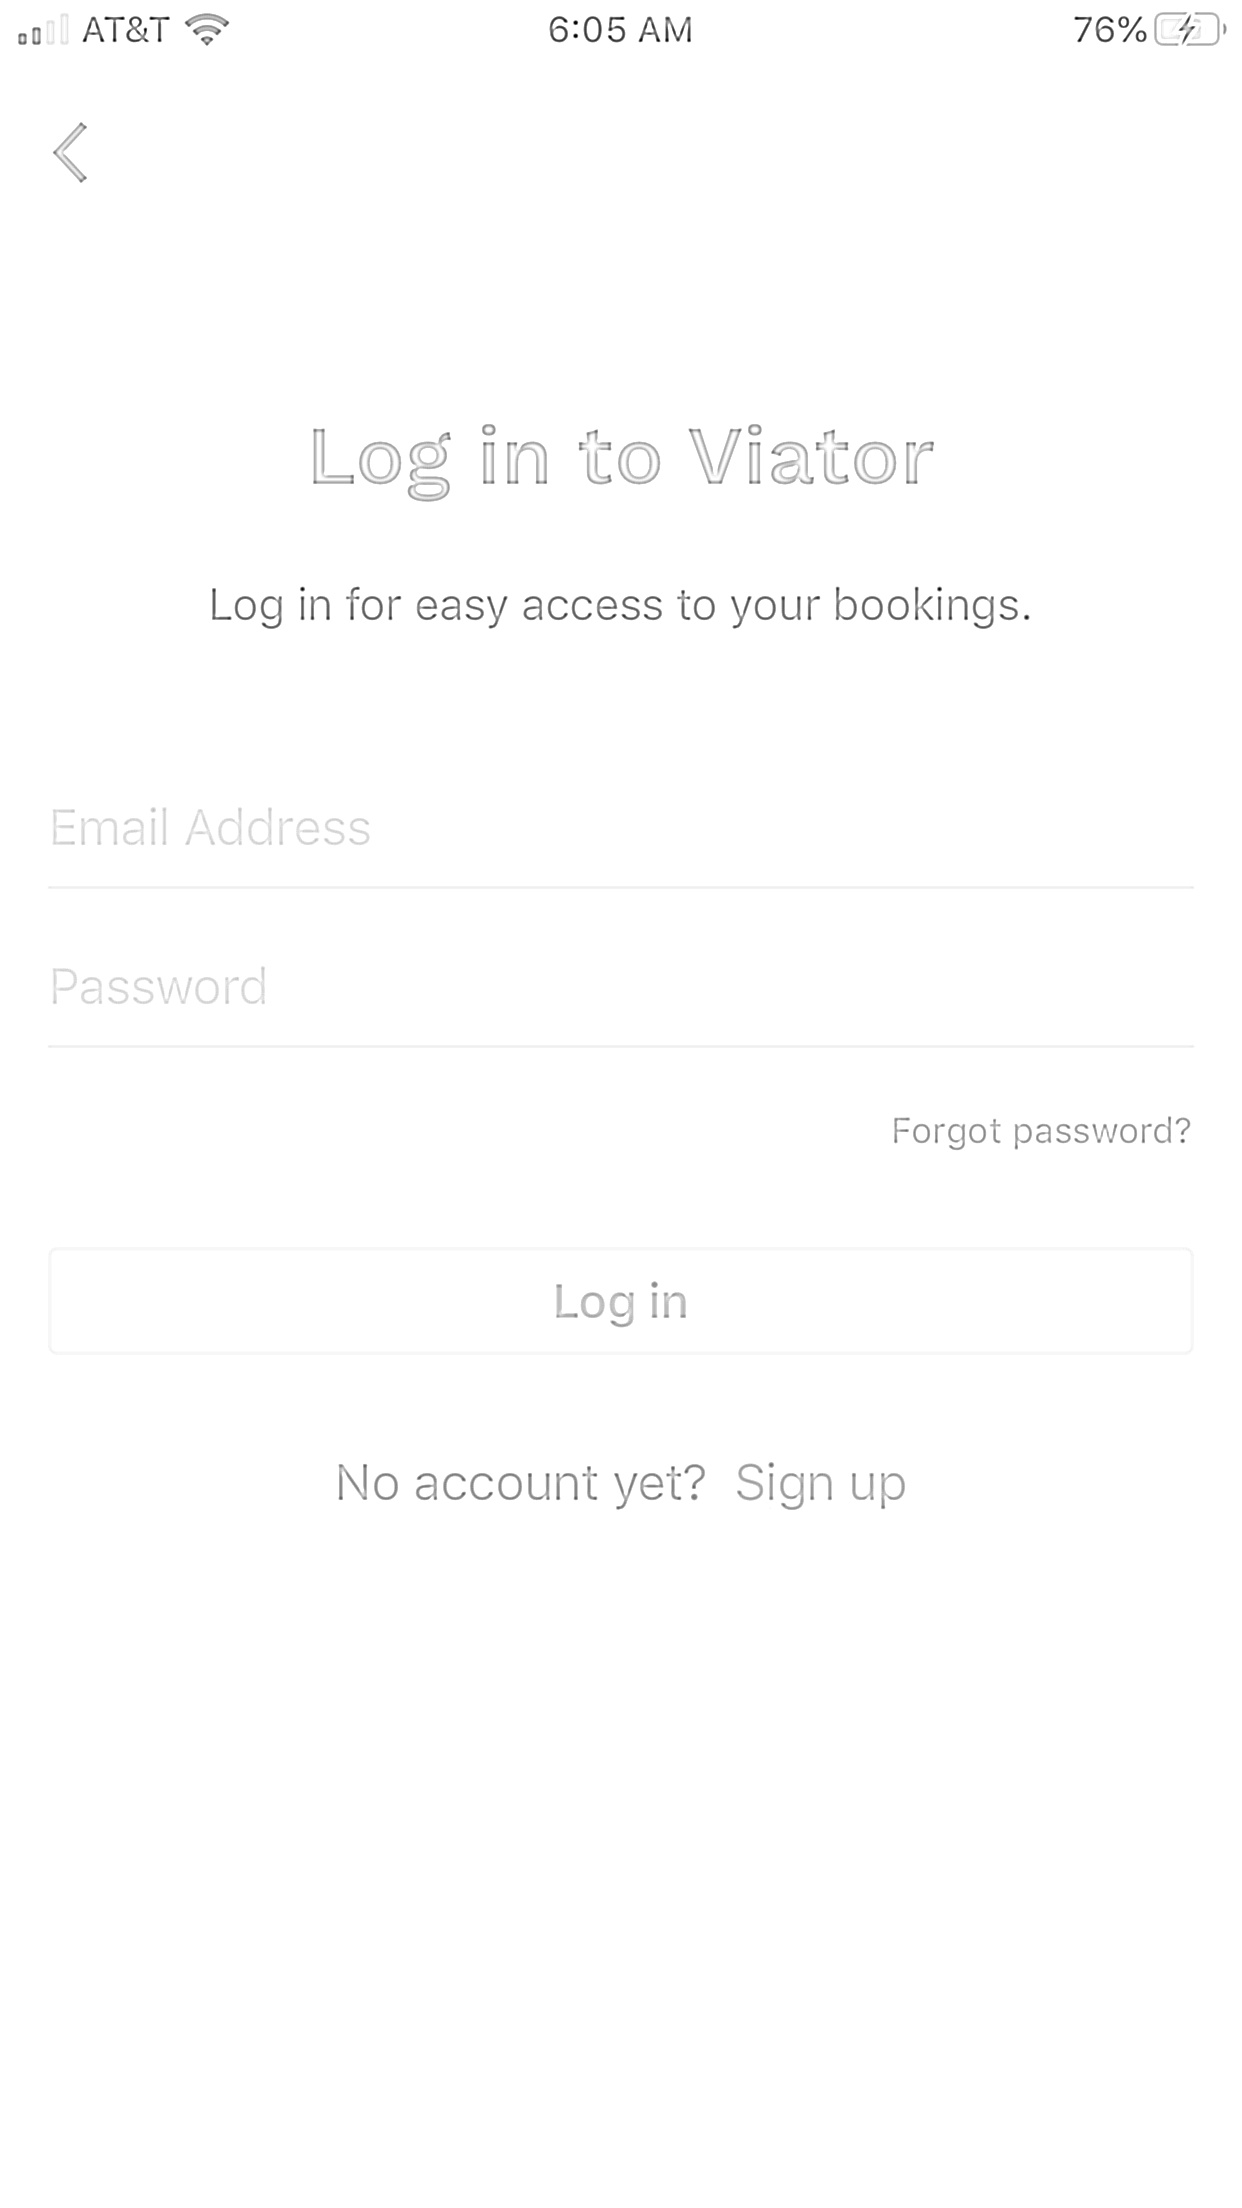 AT&T 6:05 AM 76%
Log in to Viator
Log in for easy access to your bookings.
Email Address
Password
Forgot password?
Log in
No account yet? Sign up